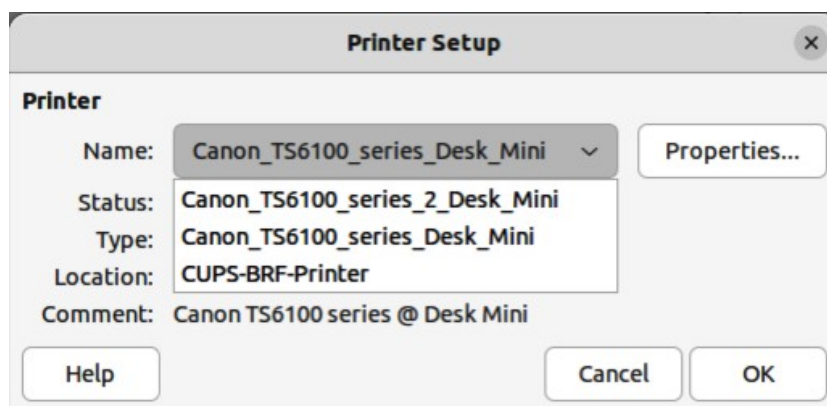 Printer Setup
Printer
Name: Canon_TS6100_series_Desk_Mini Properties...
Status: Canon_TS6100_series_2_Desk_Mini
Type: Canon_TS6100_series_Desk_Mini
Location: CUPS-BRF-Printer
Comment: Canon TS6100 series @ Desk Mini
Help Cancel OK